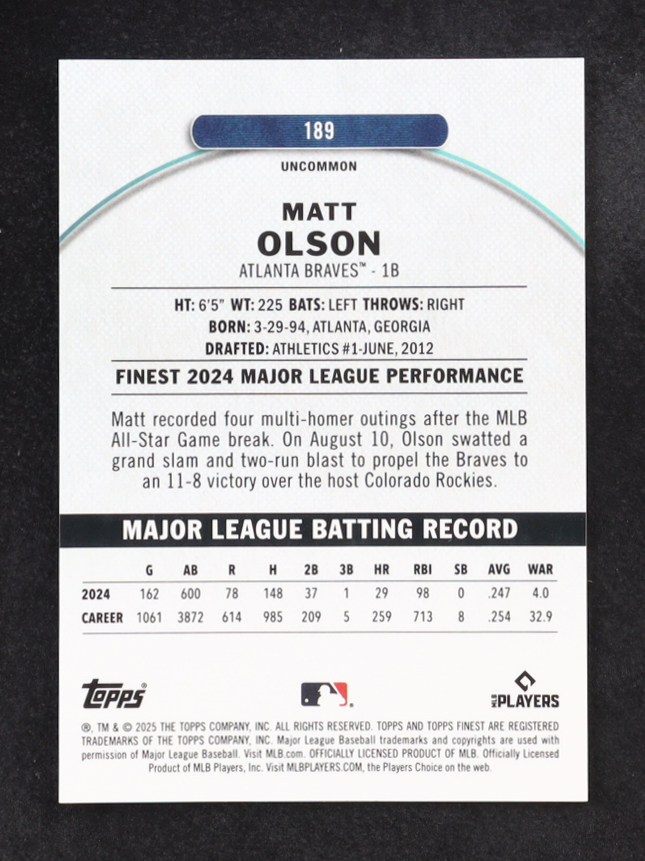 189
UNCOMMON
MATT
OLSON
ATLANTA BRAVES™ - 1B
HT: 6'5" WT: 225 BATS: LEFT THROWS: RIGHT
BORN: 3-29-94, ATLANTA, GEORGIA
DRAFTED: ATHLETICS #1-JUNE, 2012
FINEST 2024 MAJOR LEAGUE PERFORMANCE
Matt recorded four multi-homer outings after the MLB
All-Star Game break. On August 10, Olson swatted a
grand slam and two-run blast to propel the Braves to
an 11-8 victory over the host Colorado Rockies.
MAJOR LEAGUE BATTING RECORD
G AB R H 2B 3B HR RBI SB AVG WAR
2024 162 600 78 148 37 1 29 98 0 .247 4.0
CAREER 1061 3872 614 985 209 5 259 713 8 .254 32.9
Topps® MLB PLAYERS
®, TM & © 2025 THE TOPPS COMPANY, INC. ALL RIGHTS RESERVED. TOPPS AND TOPPS FINEST ARE REGISTERED
TRADEMARKS OF THE TOPPS COMPANY, INC. Major League Baseball trademarks and copyrights are used with
permission of Major League Baseball. Visit MLB.com. OFFICIALLY LICENSED PRODUCT OF MLB. Officially Licensed
Product of MLB Players, Inc. Visit MLBPLAYERS.COM, the Players Choice on the web.